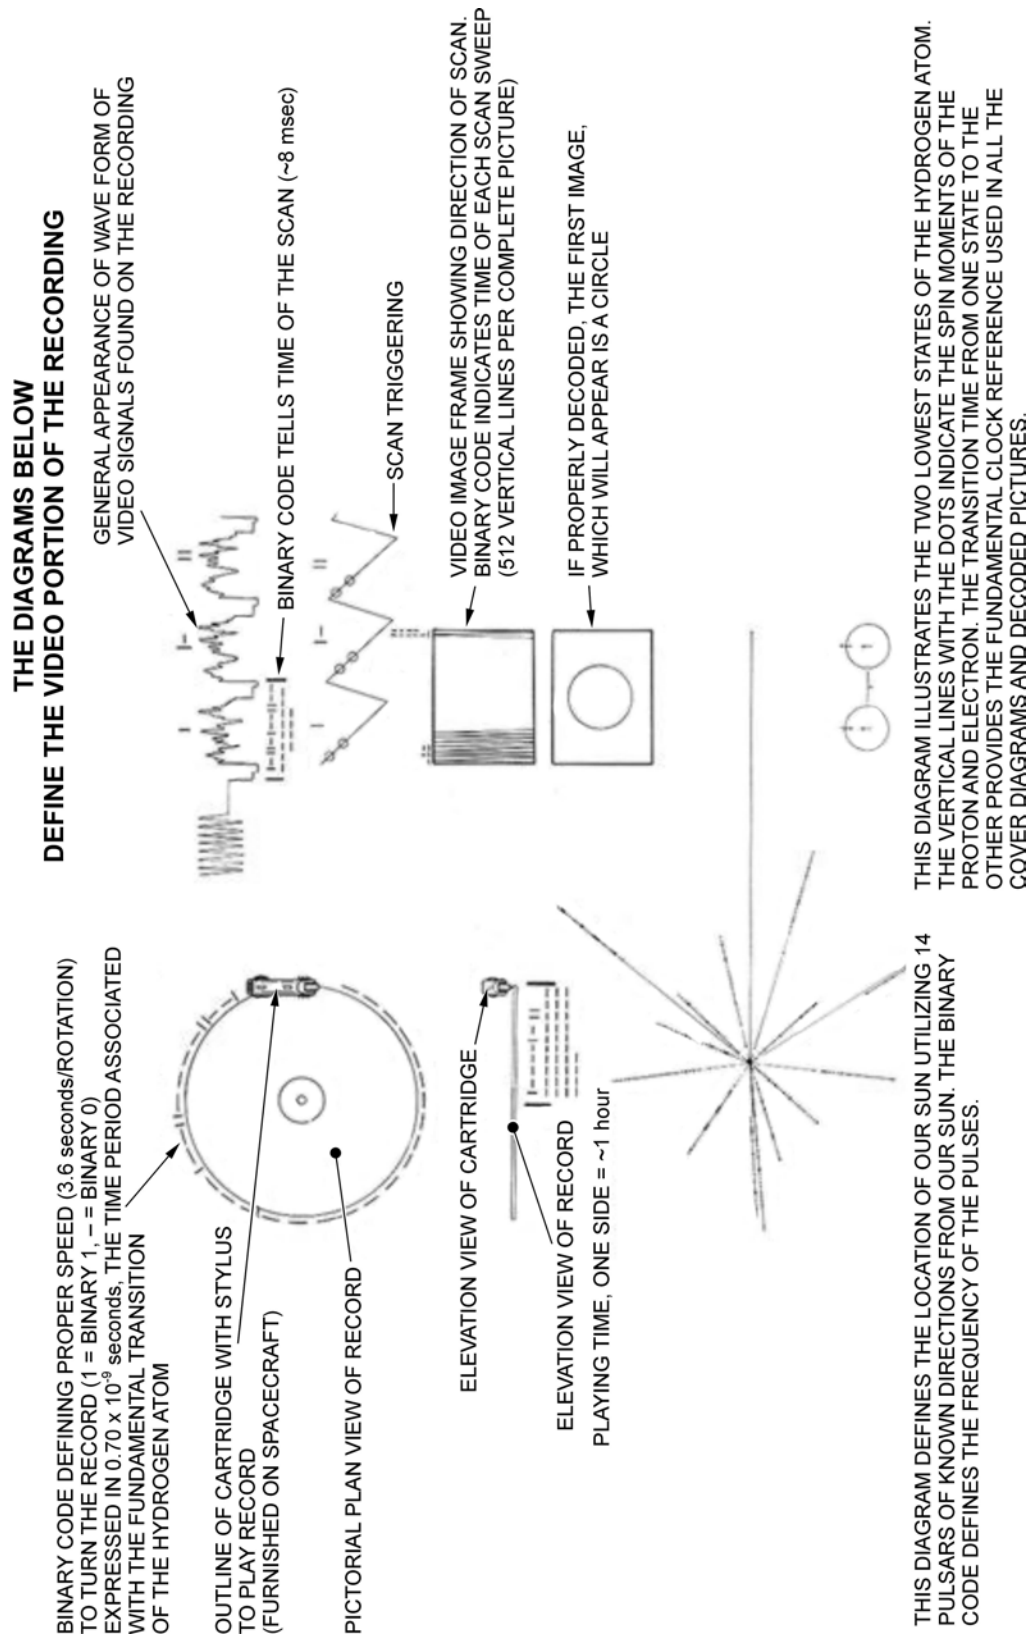 THE DIAGRAMS BELOW
DEFINE THE VIDEO PORTION OF THE RECORDING
BINARY CODE DEFINING PROPER SPEED (3.6 seconds/ROTATION)
TO TURN THE RECORD (1 = BINARY 1, – = BINARY 0)
EXPRESSED IN 0.70 x 10⁻⁹ seconds, THE TIME PERIOD ASSOCIATED
WITH THE FUNDAMENTAL TRANSITION
OF THE HYDROGEN ATOM
OUTLINE OF CARTRIDGE WITH STYLUS
TO PLAY RECORD
(FURNISHED ON SPACECRAFT)
PICTORIAL PLAN VIEW OF RECORD
ELEVATION VIEW OF CARTRIDGE
ELEVATION VIEW OF RECORD
PLAYING TIME, ONE SIDE = ~1 hour
GENERAL APPEARANCE OF WAVE FORM OF
VIDEO SIGNALS FOUND ON THE RECORDING
BINARY CODE TELLS TIME OF THE SCAN (~8 msec)
SCAN TRIGGERING
VIDEO IMAGE FRAME SHOWING DIRECTION OF SCAN.
BINARY CODE INDICATES TIME OF EACH SCAN SWEEP
(512 VERTICAL LINES PER COMPLETE PICTURE)
IF PROPERLY DECODED, THE FIRST IMAGE,
WHICH WILL APPEAR IS A CIRCLE
THIS DIAGRAM DEFINES THE LOCATION OF OUR SUN UTILIZING 14
PULSARS OF KNOWN DIRECTIONS FROM OUR SUN. THE BINARY
CODE DEFINES THE FREQUENCY OF THE PULSES.
THIS DIAGRAM ILLUSTRATES THE TWO LOWEST STATES OF THE HYDROGEN ATOM.
THE VERTICAL LINES WITH THE DOTS INDICATE THE SPIN MOMENTS OF THE
PROTON AND ELECTRON. THE TRANSITION TIME FROM ONE STATE TO THE
OTHER PROVIDES THE FUNDAMENTAL CLOCK REFERENCE USED IN ALL THE
COVER DIAGRAMS AND DECODED PICTURES.